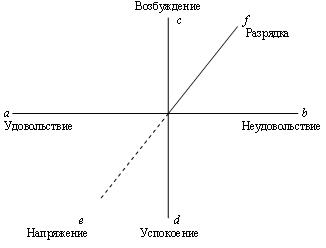 Возбуждение
c
f
Разрядка
a
b
Удовольствие
Неудовольствие
e
d
Напряжение
Успокоение